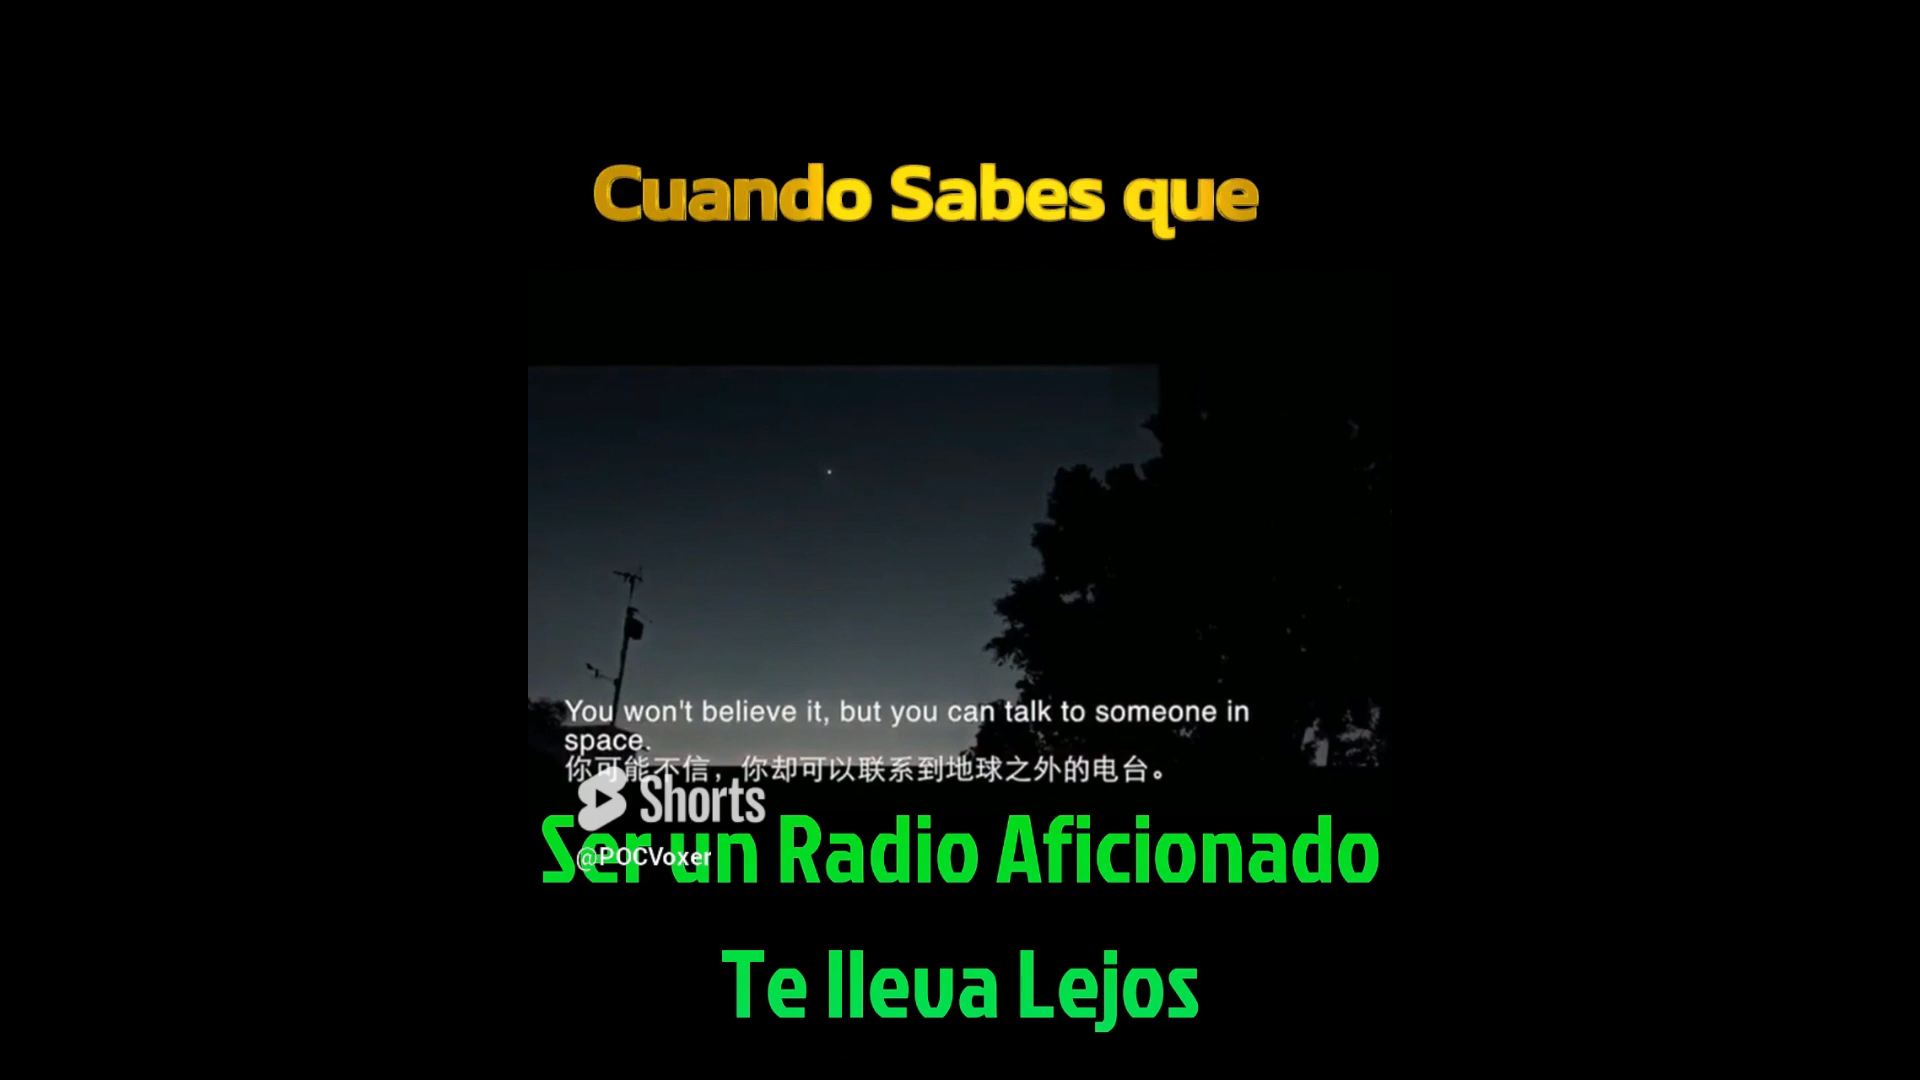 Cuando Sabes que
You won't believe it, but you can talk to someone in
space.
你可能不信，你却可以联系到地球之外的电台。
Shorts
Ser un Radio Aficionado
@POCVoxer
Te lleva Lejos